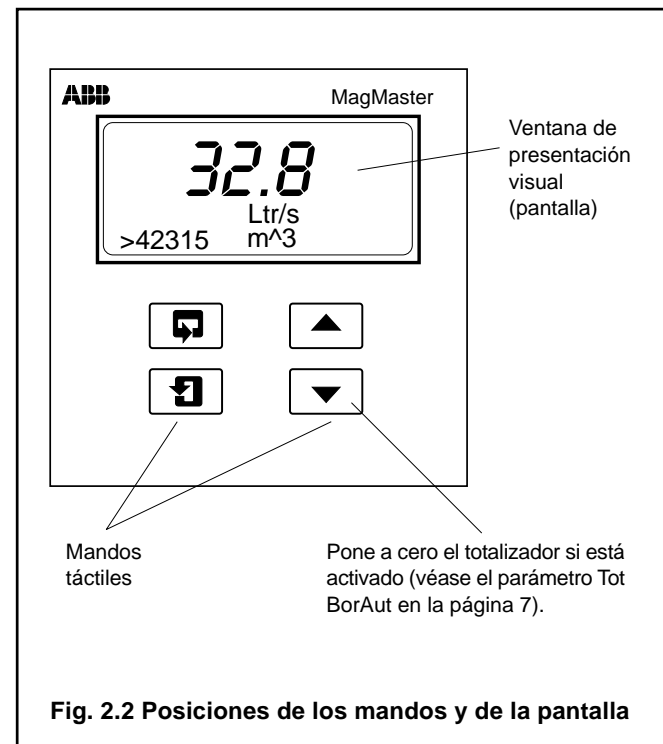 ABB
MagMaster
32.8
Ltr/s
>42315 m^3
Ventana de
presentación
visual
(pantalla)
Mandos
táctiles
Pone a cero el totalizador si está
activado (véase el parámetro Tot
BorAut en la página 7).
Fig. 2.2 Posiciones de los mandos y de la pantalla